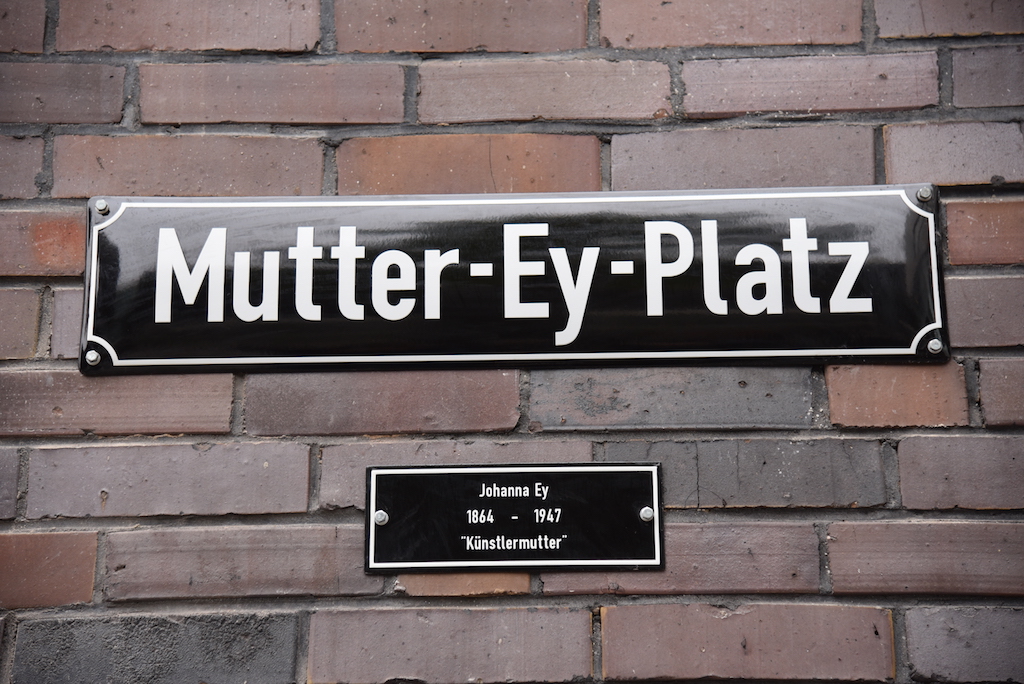 Mutter-Ey-Platz
Johanna Ey
1864 - 1947
"Künstlermutter"